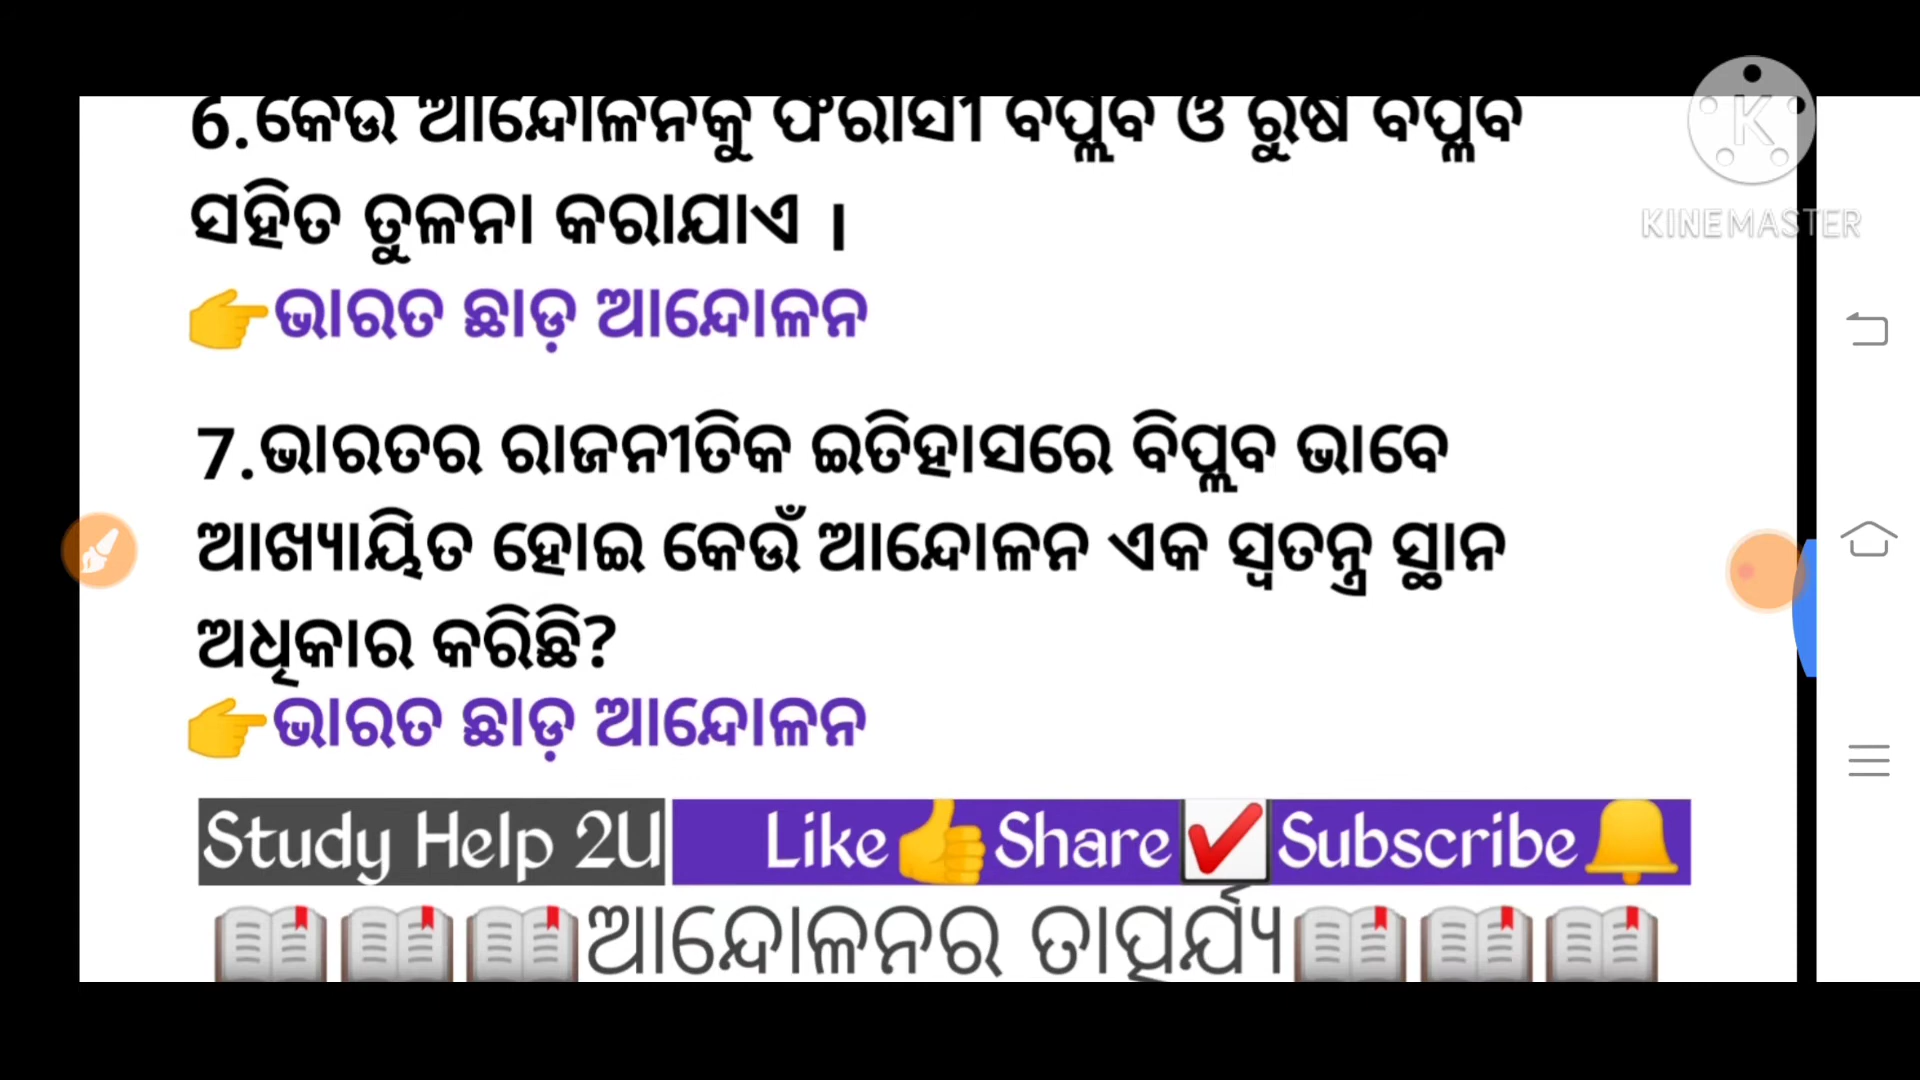 6.କେଉଁ ଆନ୍ଦୋଳନକୁ ଫରାସୀ ବିପ୍ଳବ ଓ ରୁଷ ବିପ୍ଳବ
ସହିତ ତୁଳନା କରାଯାଏ ।
👉ଭାରତ ଛାଡ଼ ଆନ୍ଦୋଳନ
7.ଭାରତର ରାଜନୀତିକ ଇତିହାସରେ ବିପ୍ଳବ ଭାବେ
ଆଖ୍ୟାୟିତ ହୋଇ କେଉଁ ଆନ୍ଦୋଳନ ଏକ ସ୍ୱତନ୍ତ୍ର ସ୍ଥାନ
ଅଧିକାର କରିଛି?
👉ଭାରତ ଛାଡ଼ ଆନ୍ଦୋଳନ
Study Help 2U Like👍Share✔Subscribe🔔
ଆନ୍ଦୋଳନର ତାତ୍ପର୍ଯ୍ୟ
KINEMASTER